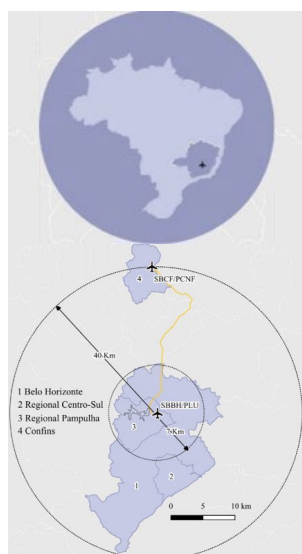 4
SBCF/PCNF
40 Km
1 Belo Horizonte
2 Regional Centro-Sul
3 Regional Pampulha
4 Confins
SBBH/PLU
3
7 Km
1
2
0 5 10 km